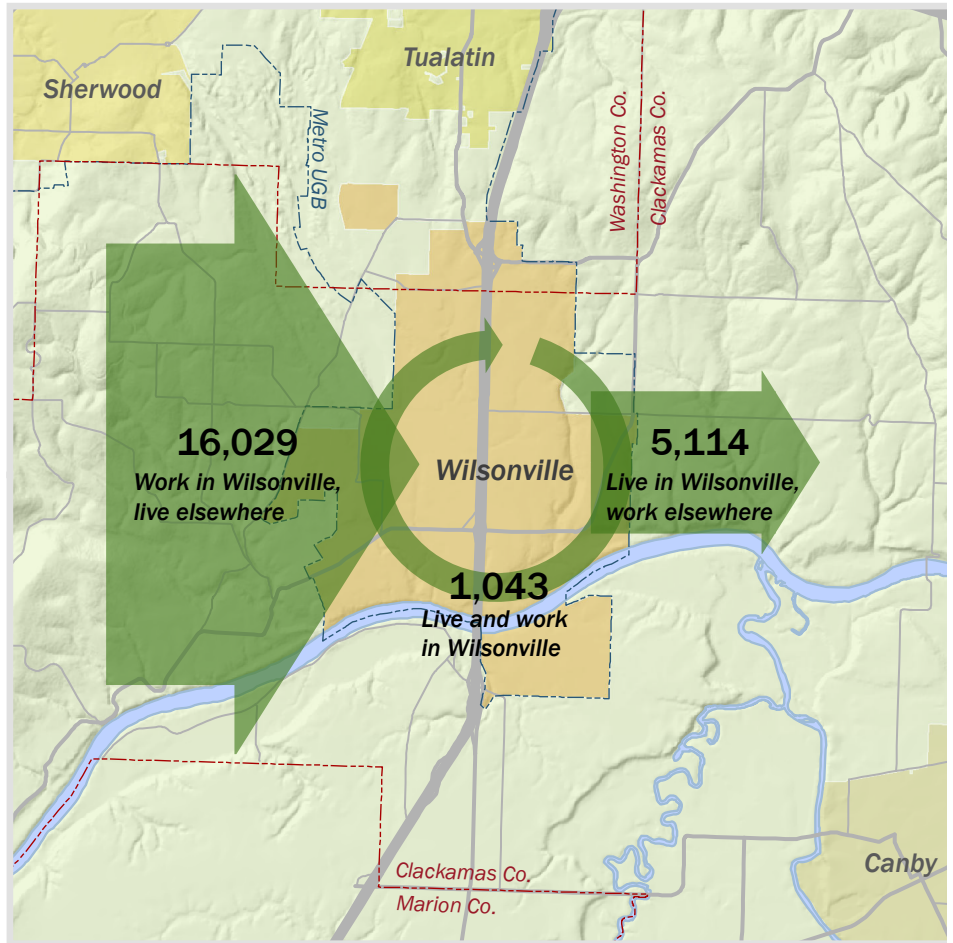 Tualatin
Sherwood
Metro UGB
Washington Co.
Clackamas Co.
16,029
Work in Wilsonville,
live elsewhere
Wilsonville
5,114
Live in Wilsonville,
work elsewhere
1,043
Live and work
in Wilsonville
Canby
Clackamas Co.
Marion Co.